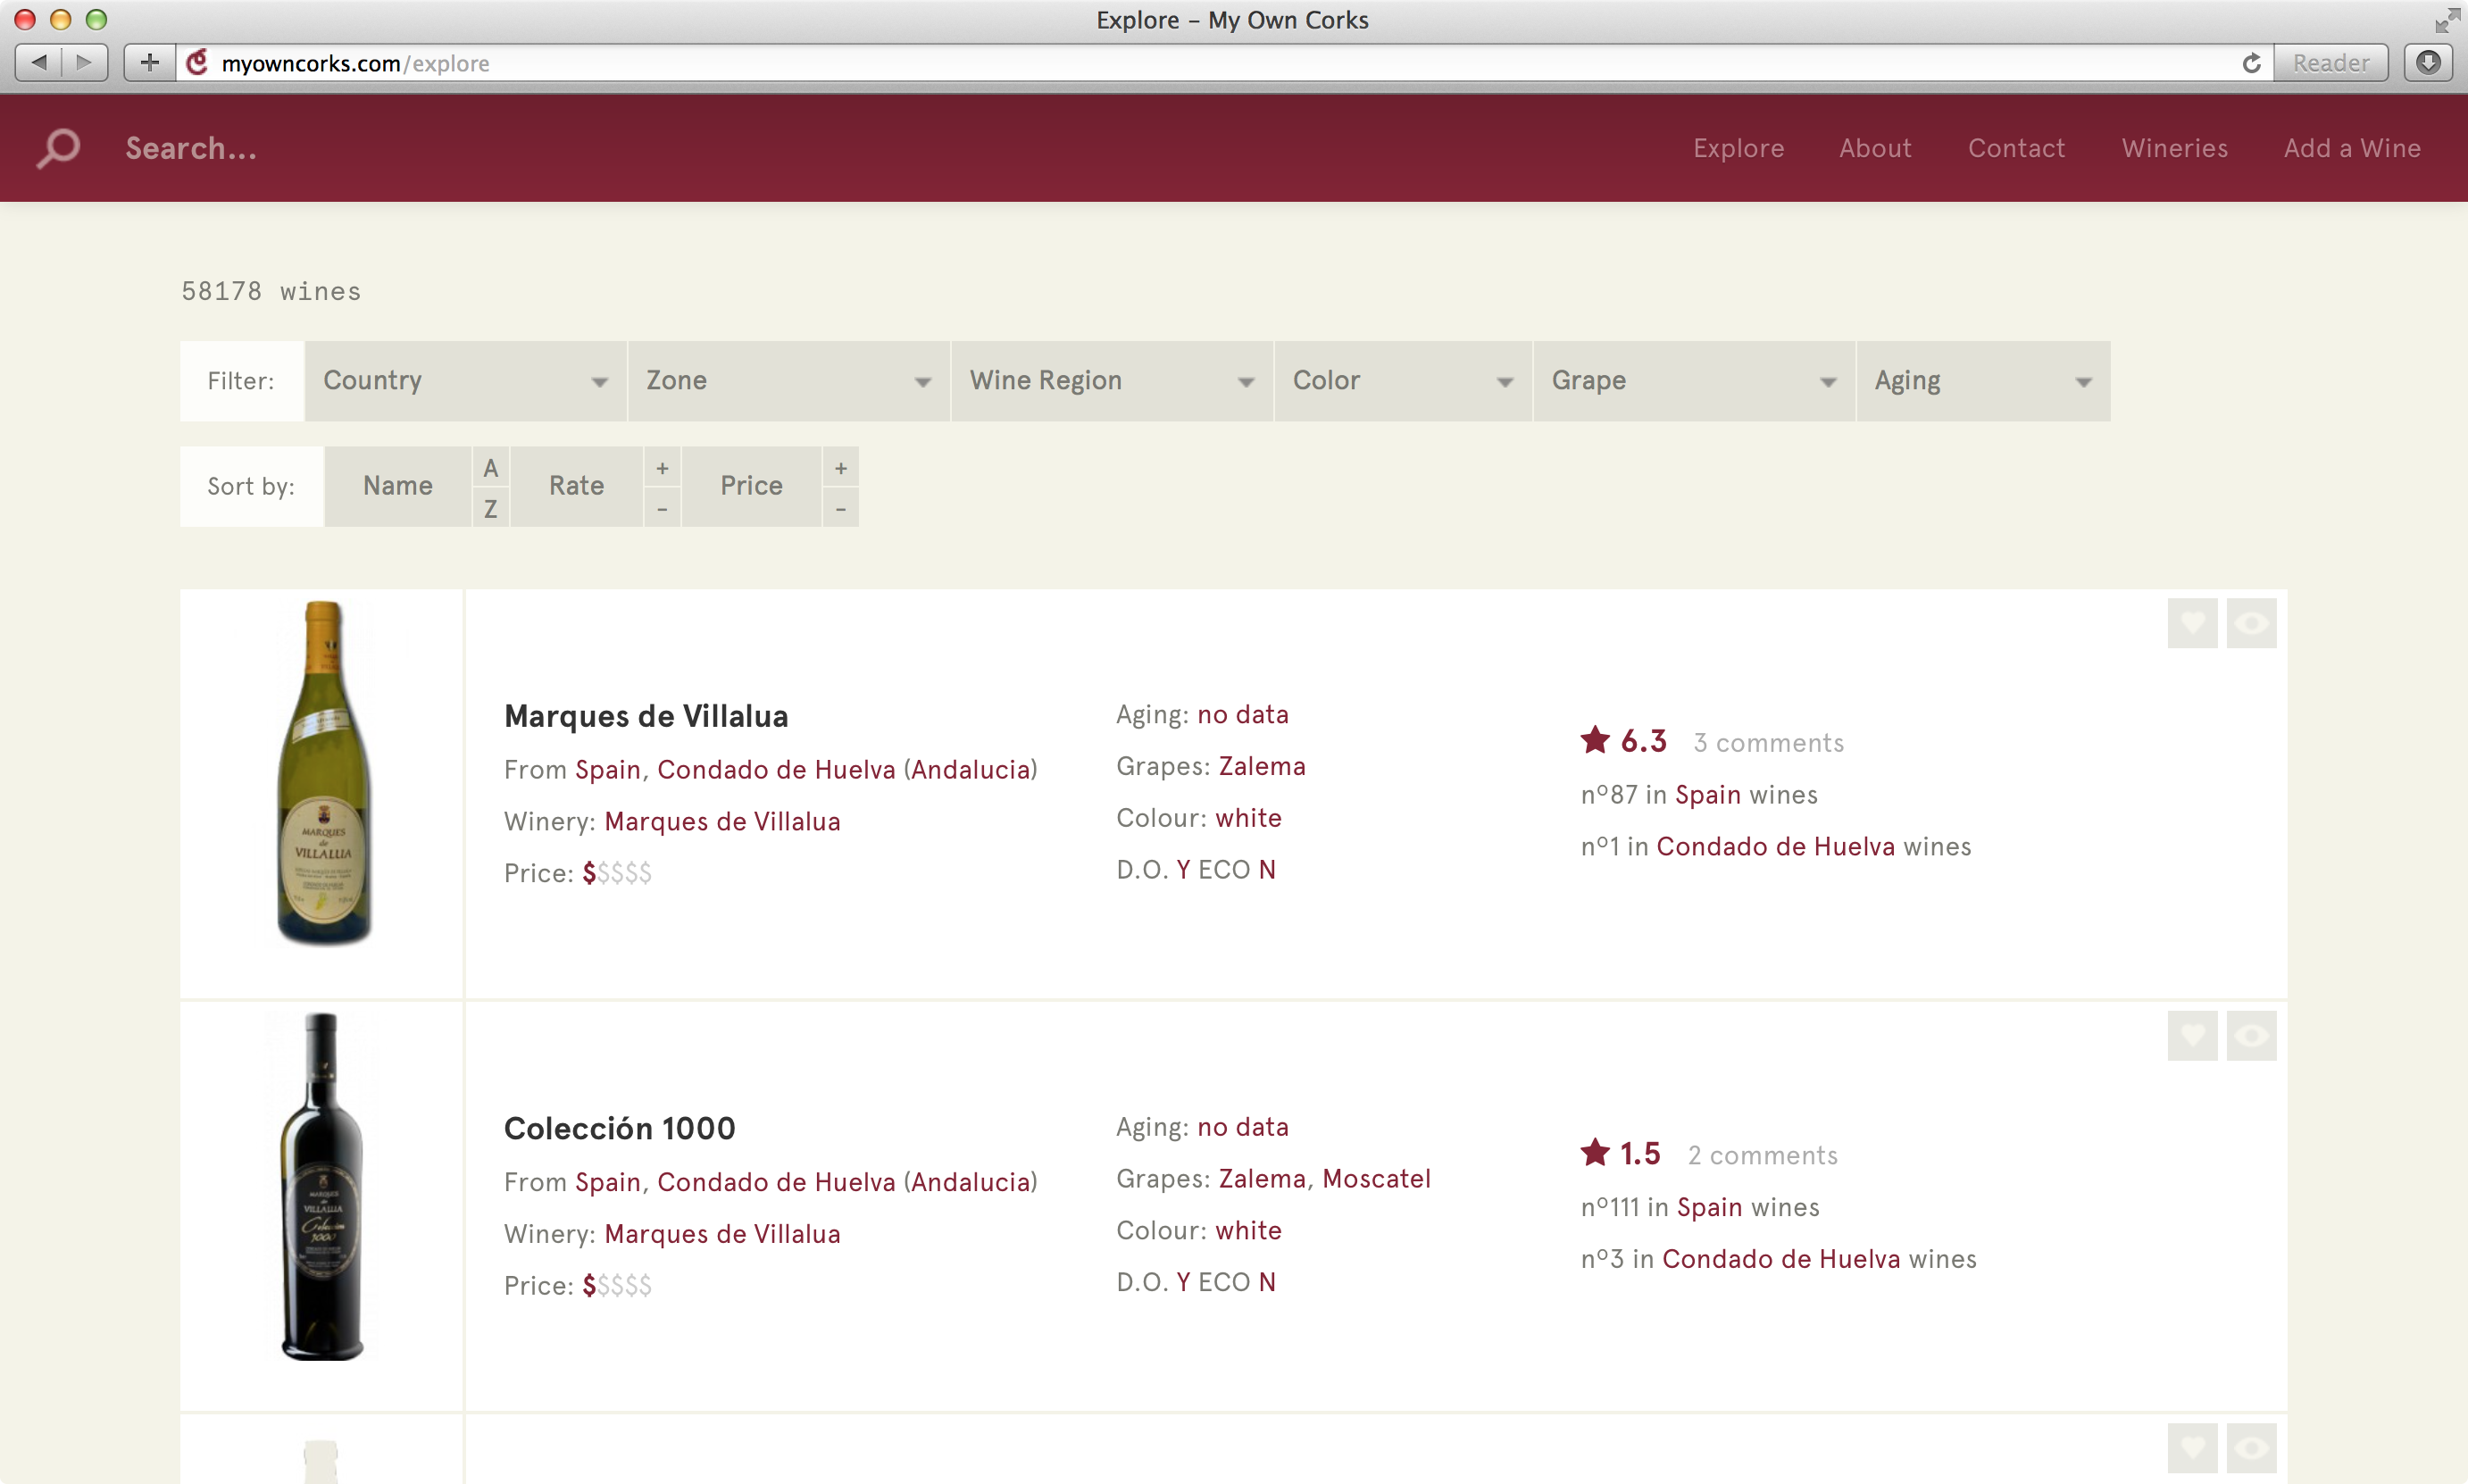 Explore – My Own Corks
myowncorks.com/explore
Reader
Search...
Explore About Contact Wineries Add a Wine
58178 wines
Filter: Country Zone Wine Region Color Grape Aging
Sort by: Name A Z Rate + - Price + -
Marques de Villalua
From Spain, Condado de Huelva (Andalucia)
Winery: Marques de Villalua
Price: $$$$$
Aging: no data
Grapes: Zalema
Colour: white
D.O. Y ECO N
6.3 3 comments
nº87 in Spain wines
nº1 in Condado de Huelva wines
MARQUES
de
VILLALUA
Colección 1000
From Spain, Condado de Huelva (Andalucia)
Winery: Marques de Villalua
Price: $$$$$
Aging: no data
Grapes: Zalema, Moscatel
Colour: white
D.O. Y ECO N
1.5 2 comments
nº111 in Spain wines
nº3 in Condado de Huelva wines
MARQUES
de
VILLALUA
Colección
1000